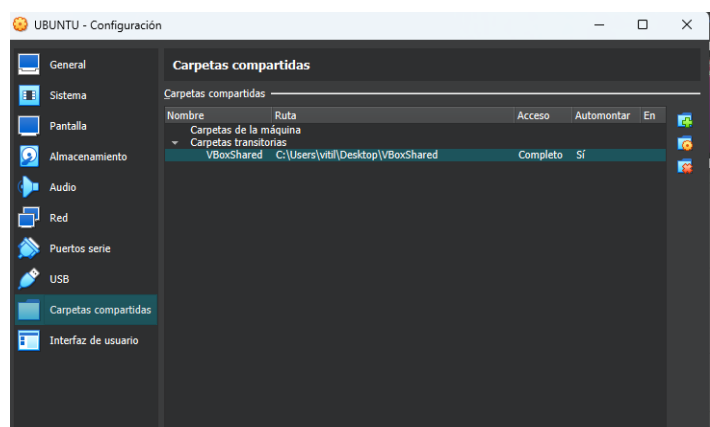 UBUNTU - Configuración
General
Sistema
Pantalla
Almacenamiento
Audio
Red
Puertos serie
USB
Carpetas compartidas
Interfaz de usuario
Carpetas compartidas
Carpetas compartidas
Nombre Ruta Acceso Automontar En
Carpetas de la máquina
Carpetas transitorias
VBoxShared C:\Users\vitil\Desktop\VBoxShared Completo Sí